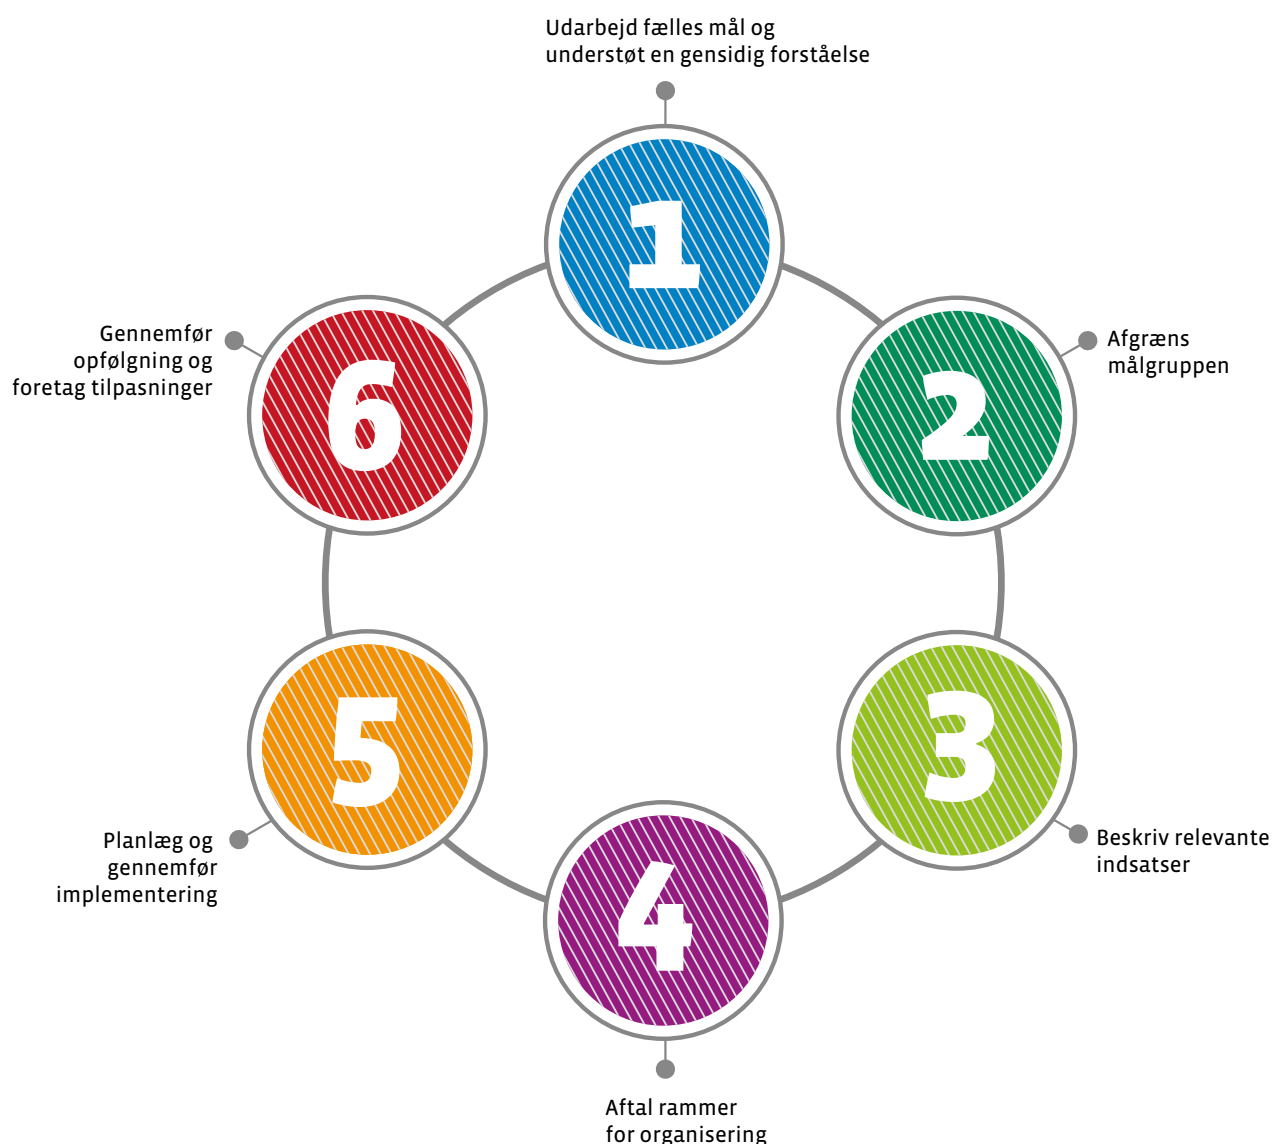 Udarbejd fælles mål og
understøt en gensidig forståelse
1
2
Afgræns
målgruppen
3
Beskriv relevante
indsatser
4
Aftal rammer
for organisering
5
Planlæg og
gennemfør
implementering
6
Gennemfør
opfølgning og
foretag tilpasninger